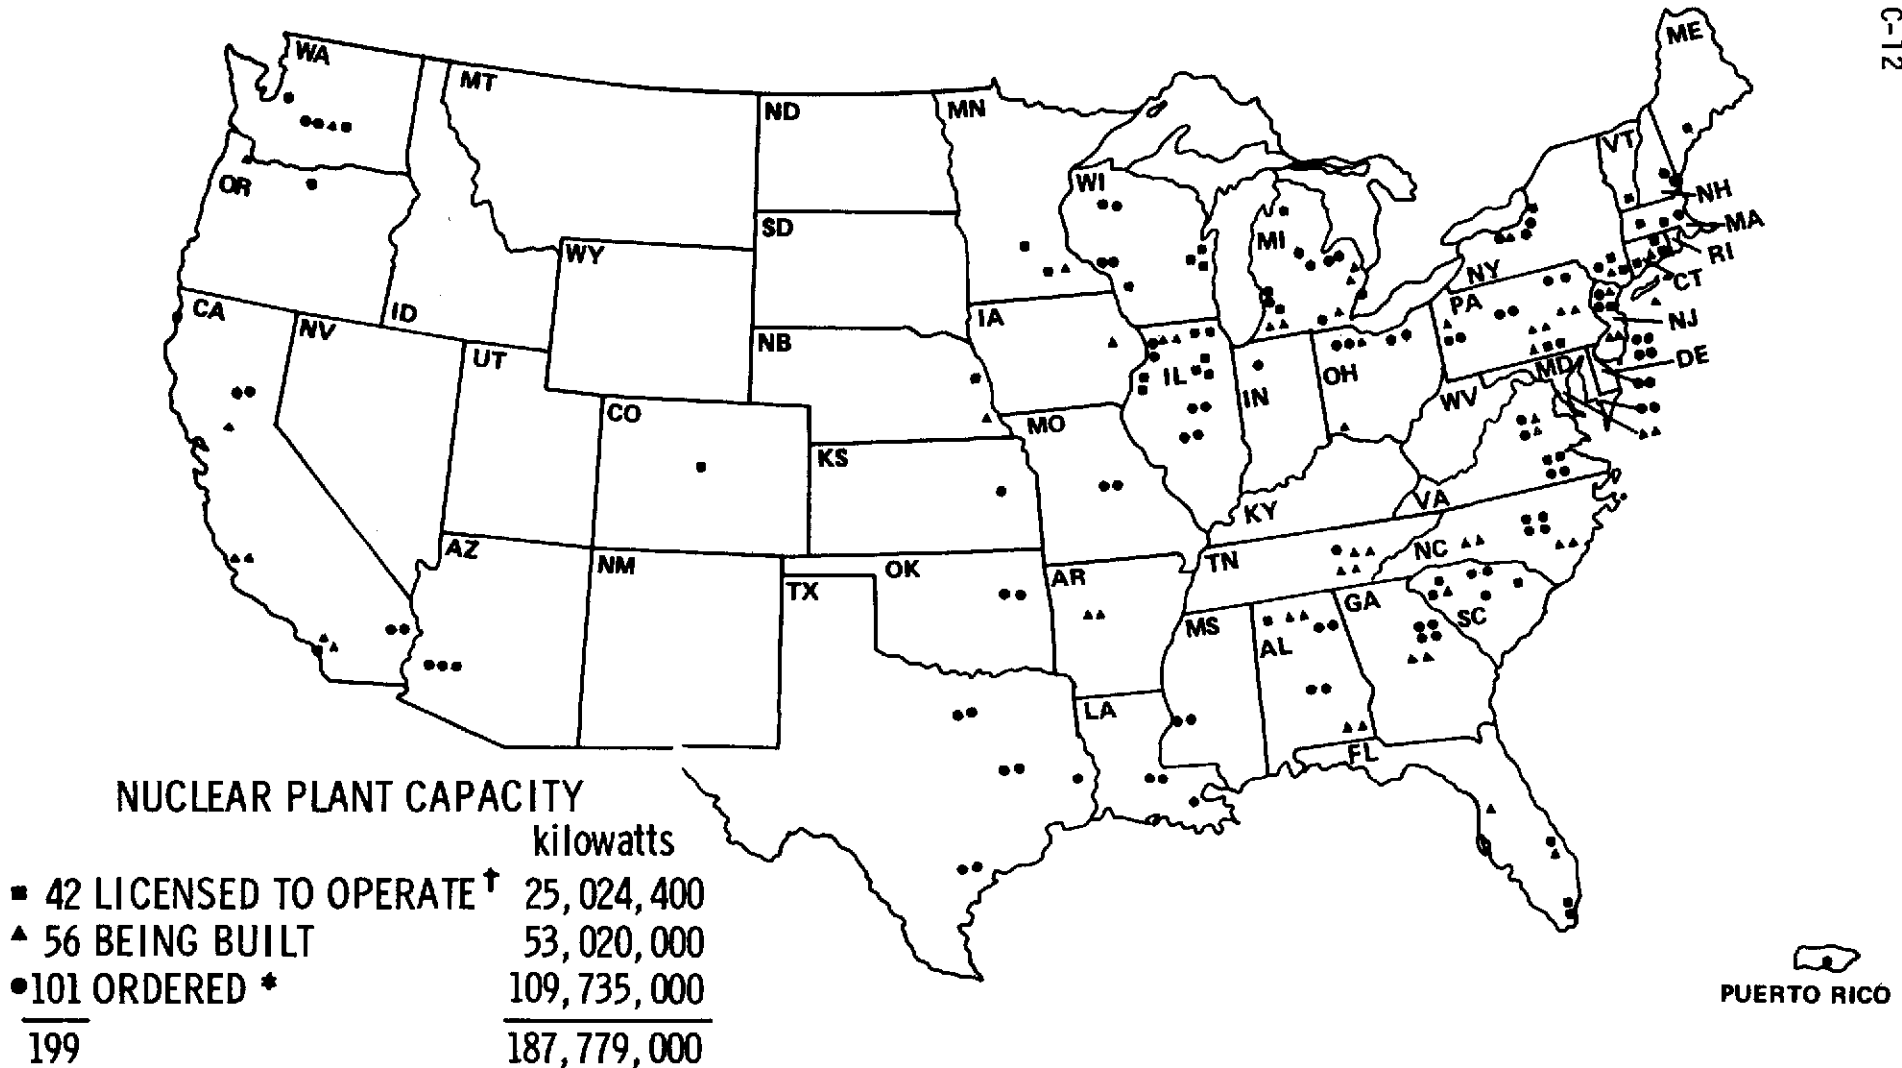 C-12
ME
WA
MT
ND
MN
VT
OR
WI
NH
SD
MA
WY
MI
RI
NY
CT
CA
ID
PA
NV
IA
NJ
NB
UT
DE
IL
OH
MD
IN
WV
CO
MO
KS
VA
KY
AZ
NM
OK
AR
TN
NC
TX
GA
MS
SC
AL
LA
FL
NUCLEAR PLANT CAPACITY
kilowatts
■ 42 LICENSED TO OPERATE† 25,024,400
▲ 56 BEING BUILT 53,020,000
●101 ORDERED * 109,735,000
199 187,779,000
PUERTO RICO